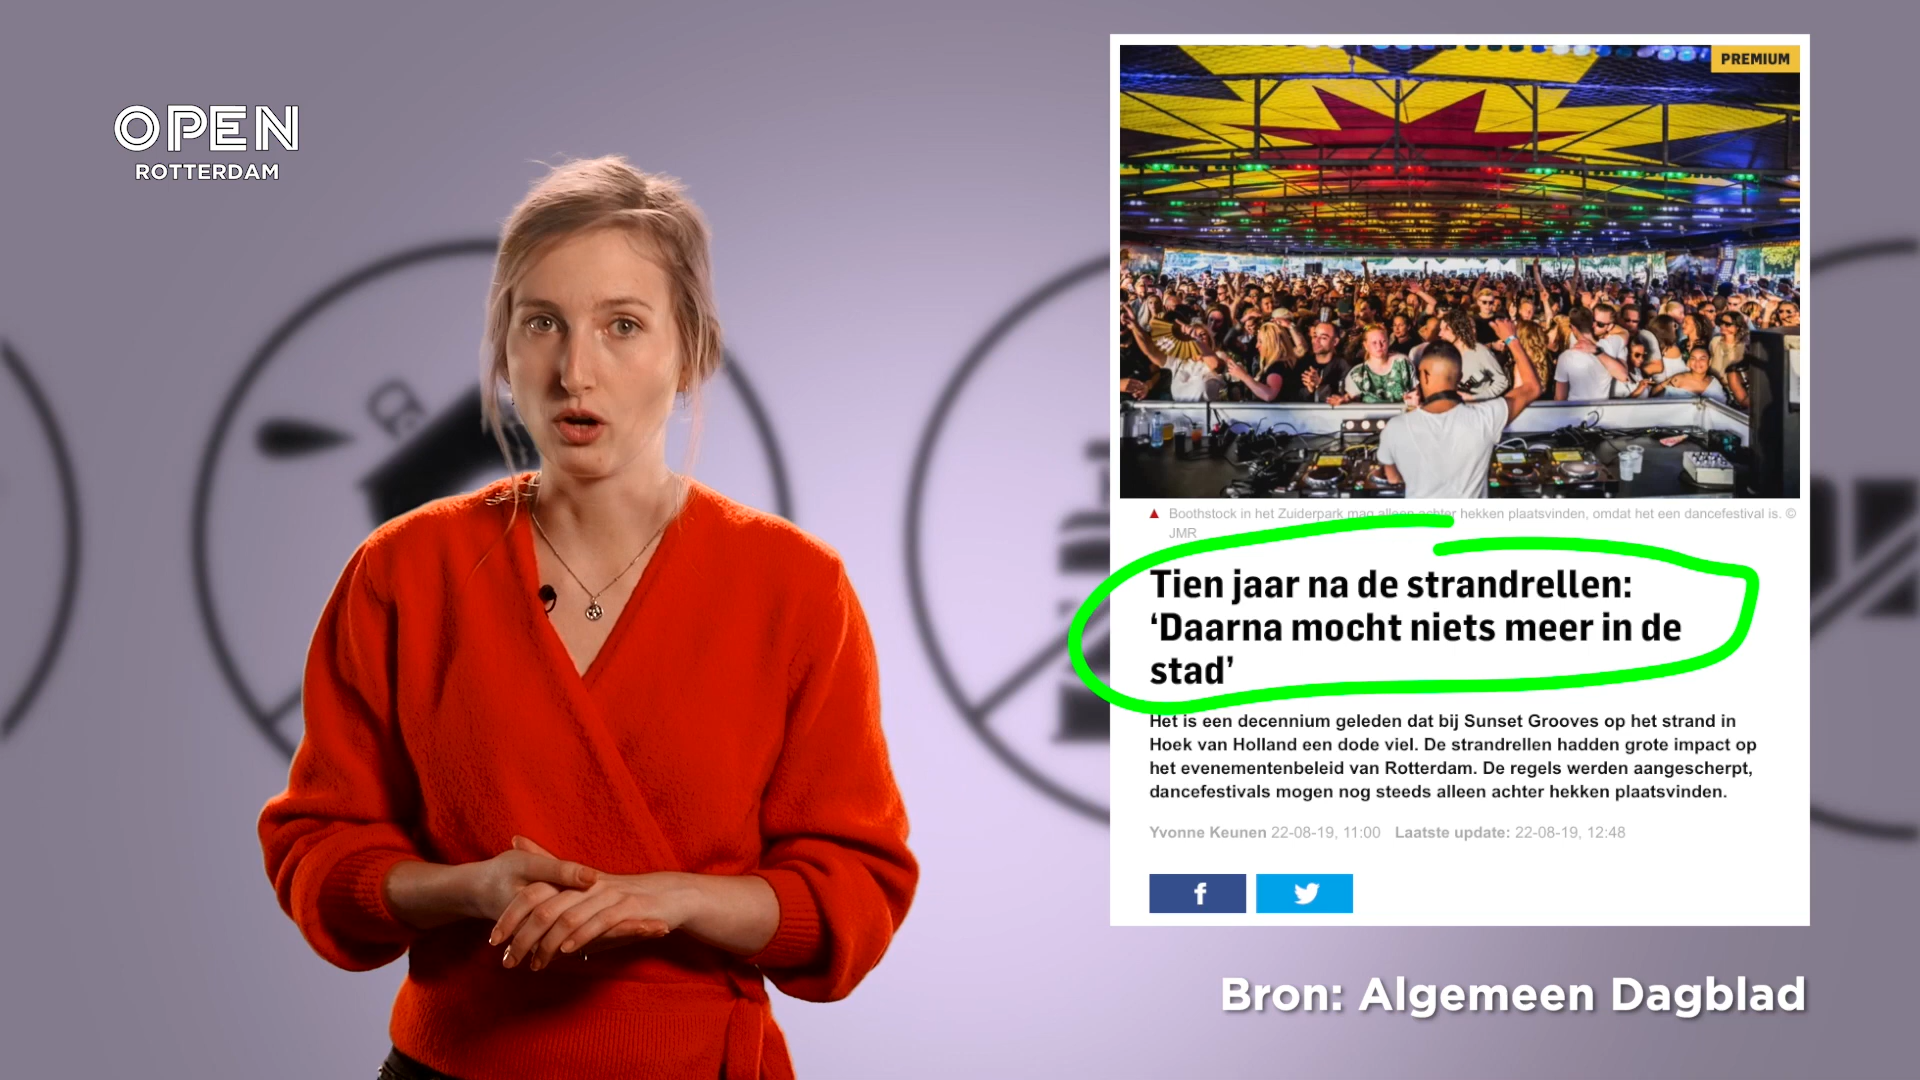 OPEN
ROTTERDAM
PREMIUM
Boothstock in het Zuiderpark mag alleen achter hekken plaatsvinden, omdat het een dancefestival is. ©
JMR
Tien jaar na de strandrellen:
‘Daarna mocht niets meer in de
stad’
Het is een decennium geleden dat bij Sunset Grooves op het strand in
Hoek van Holland een dode viel. De strandrellen hadden grote impact op
het evenementenbeleid van Rotterdam. De regels werden aangescherpt,
dancefestivals mogen nog steeds alleen achter hekken plaatsvinden.
Yvonne Keunen 22-08-19, 11:00 Laatste update: 22-08-19, 12:48
Bron: Algemeen Dagblad